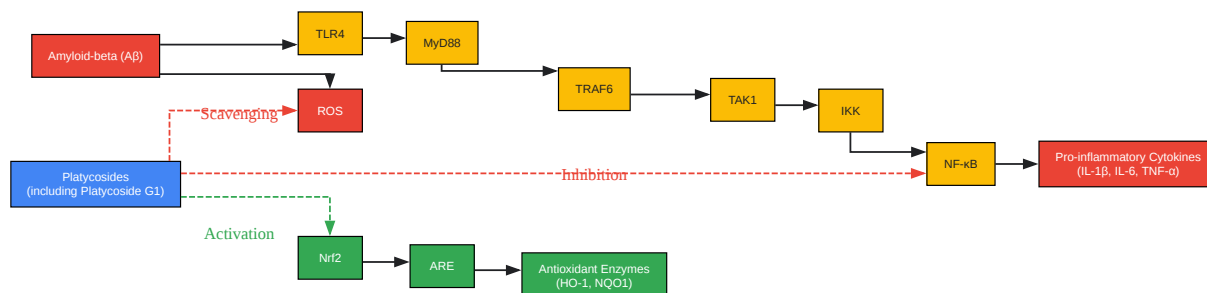 TLR4
MyD88
Amyloid-beta (Aβ)
TRAF6
TAK1
IKK
ROS
Scavenging
NF-κB
Pro-inflammatory Cytokines
(IL-1β, IL-6, TNF-α)
Platycosides
(including Platycoside G1)
Inhibition
Activation
Nrf2
ARE
Antioxidant Enzymes
(HO-1, NQO1)